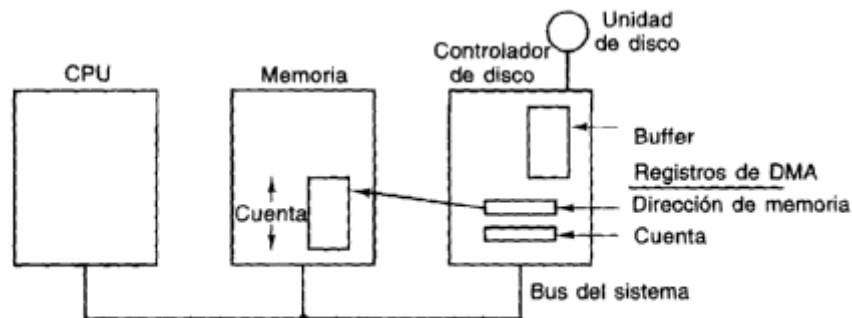 Unidad
de disco
Controlador
de disco
CPU
Memoria
Buffer
Registros de DMA
Dirección de memoria
Cuenta
Cuenta
Bus del sistema